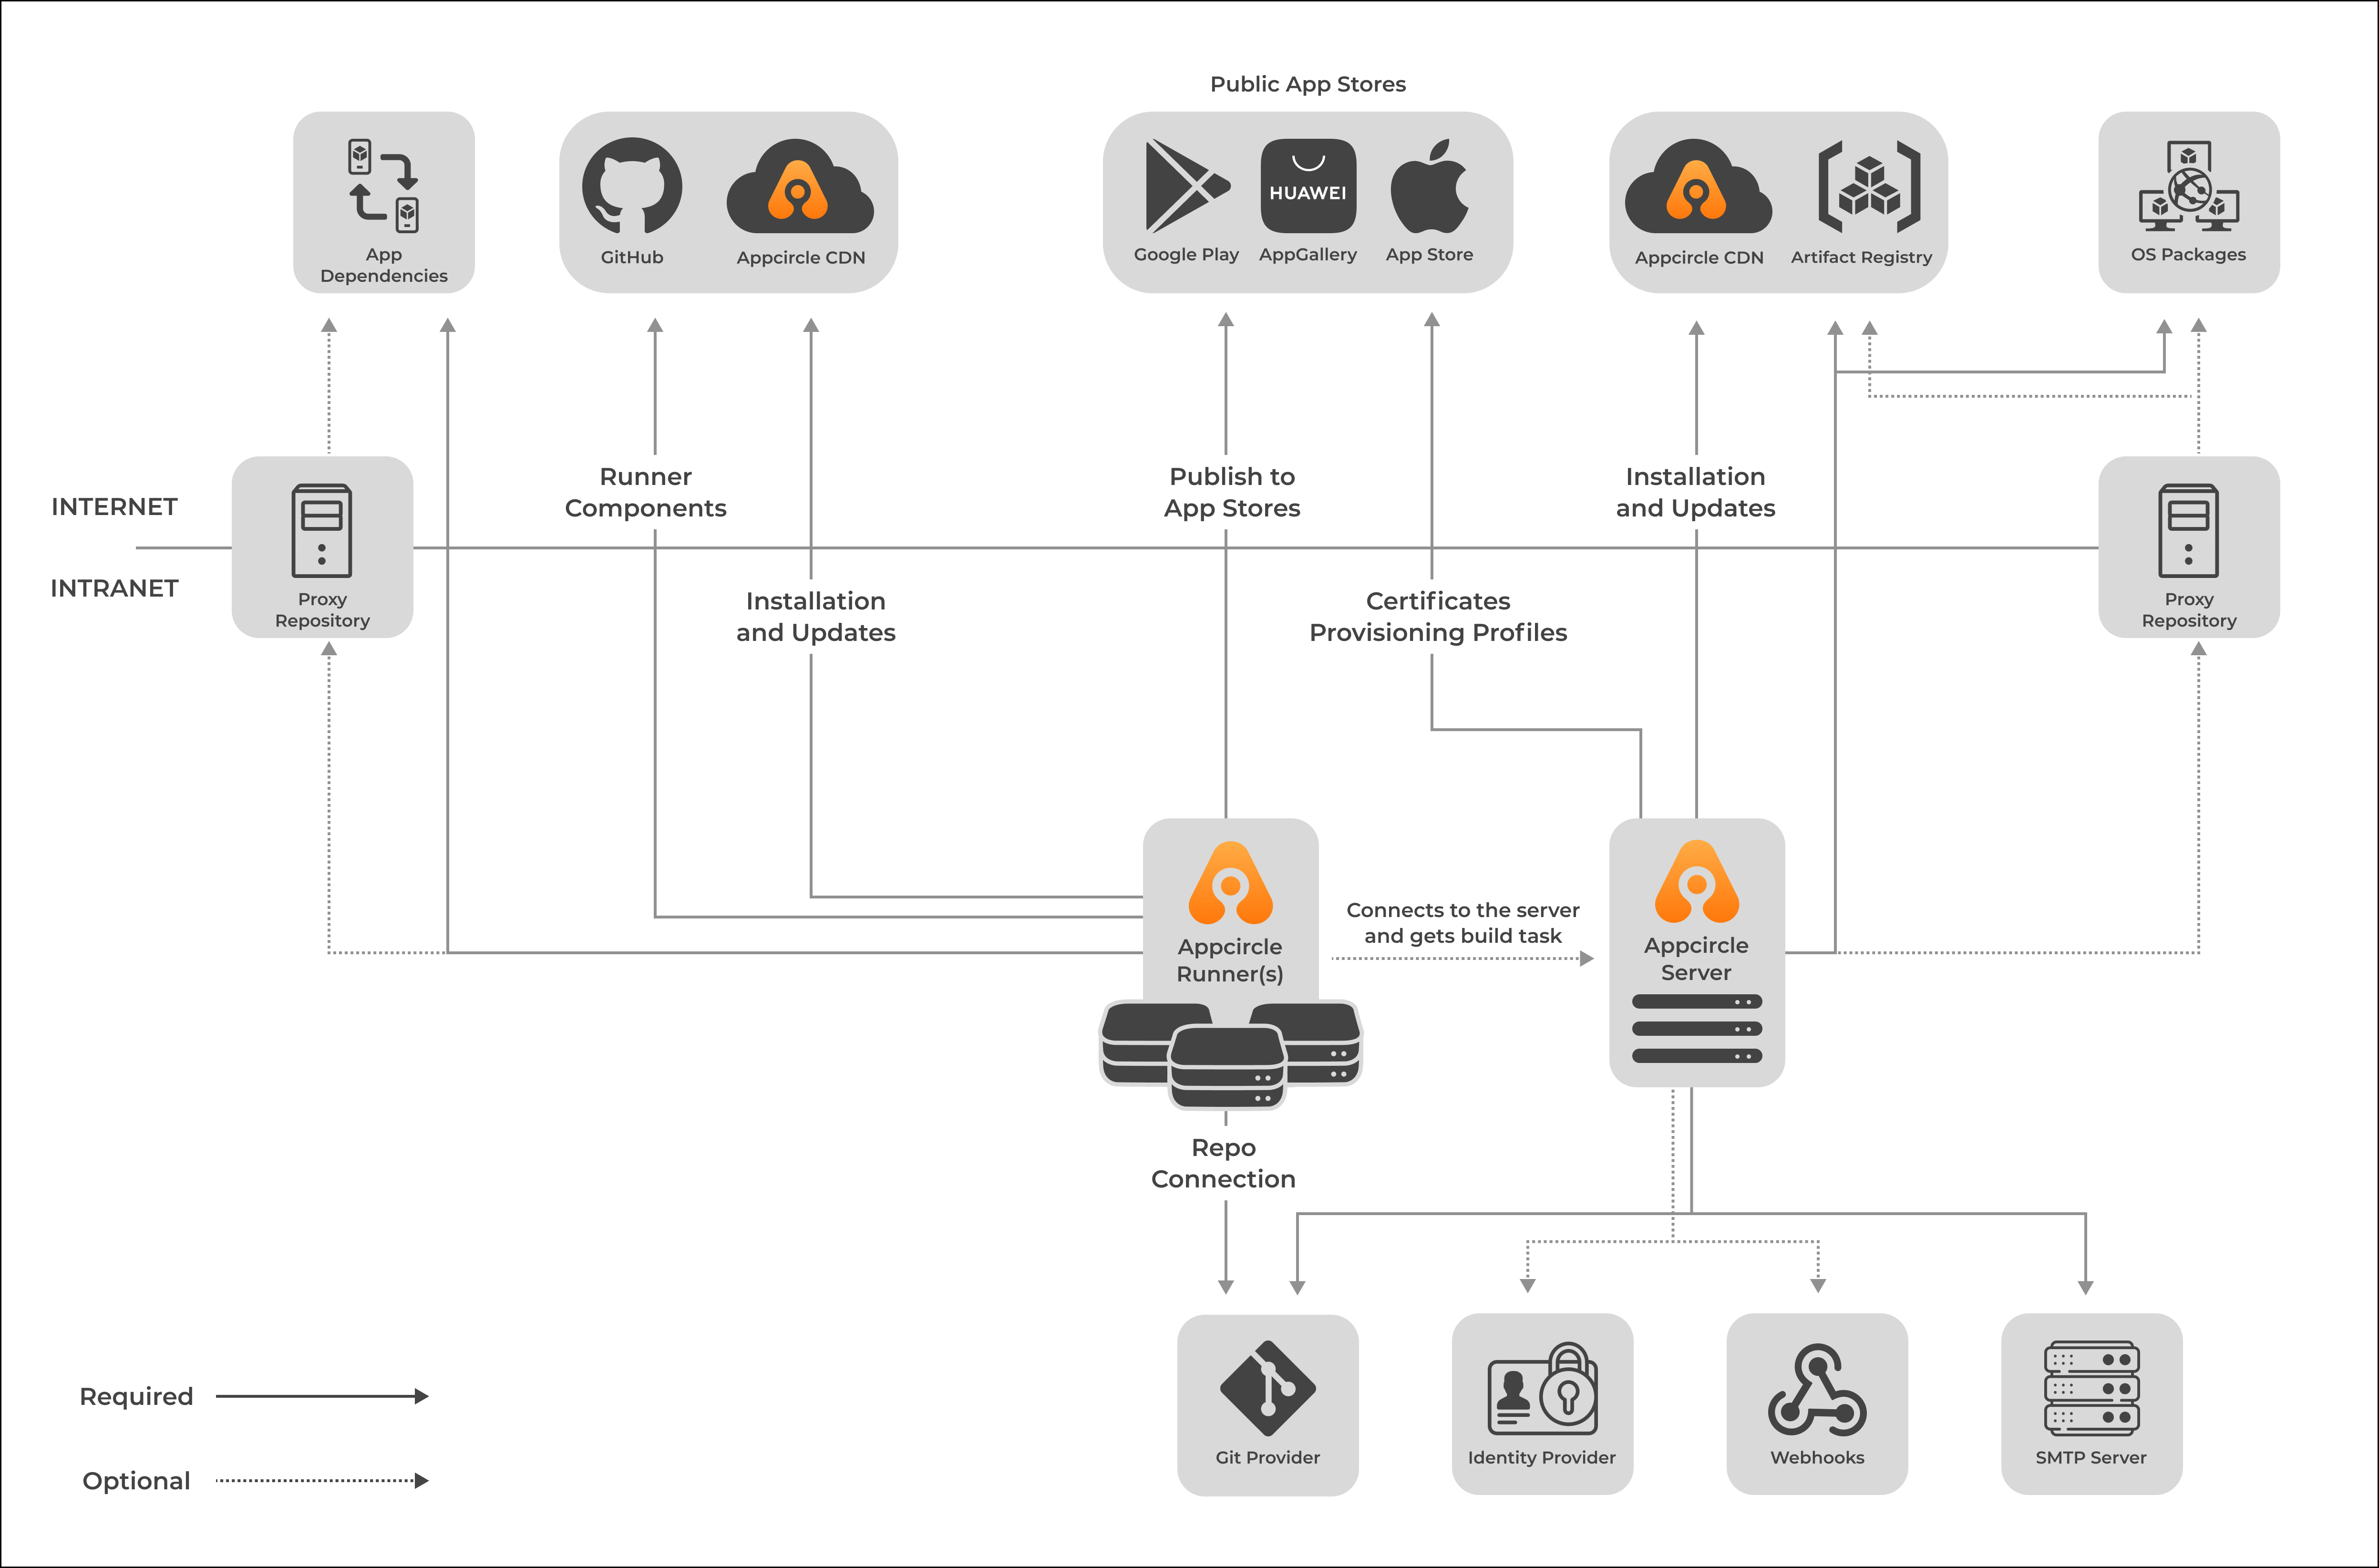 Public App Stores
App
Dependencies
GitHub
Appcircle CDN
Google Play
HUAWEI
AppGallery
App Store
Appcircle CDN
Artifact Registry
OS Packages
INTERNET
INTRANET
Proxy
Repository
Runner
Components
Installation
and Updates
Publish to
App Stores
Certificates
Provisioning Profiles
Installation
and Updates
Proxy
Repository
Appcircle
Runner(s)
Connects to the server
and gets build task
Appcircle
Server
Repo
Connection
Git Provider
Identity Provider
Webhooks
SMTP Server
Required
Optional